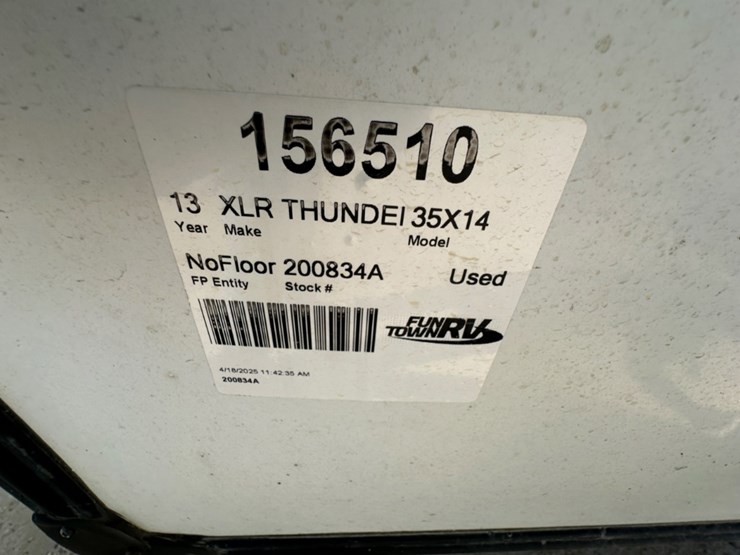 156510
13 XLR THUNDEI 35X14
Year Make Model
NoFloor 200834A Used
FP Entity Stock #
FUN TOWN RV
4/18/2025 11:42:35 AM
200834A